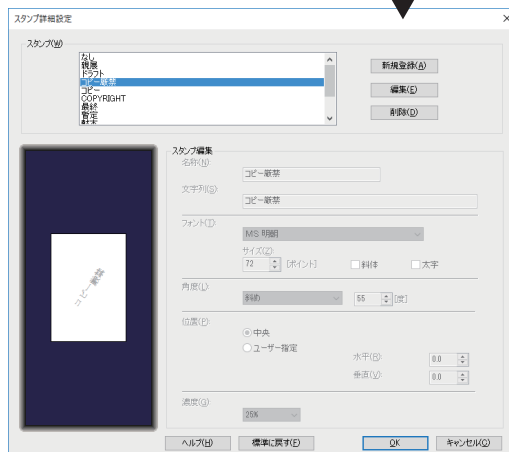 スタンプ詳細設定
スタンプ(W)
なし
親展
ドラフト
コピー厳禁
コピー
COPYRIGHT
最終
暫定
新規登録(A)
編集(E)
削除(D)
スタンプ編集
名称(N):
コピー厳禁
文字列(S):
コピー厳禁
フォント(T):
MS 明朝
サイズ(Z):
72 [ポイント] 斜体 太字
角度(L):
斜め 55 [度]
位置(P):
中央
ユーザー指定
水平(R): 0.0
垂直(V): 0.0
濃度(G)
25%
コピー厳禁
ヘルプ(H) 標準に戻す(F) OK キャンセル(C)